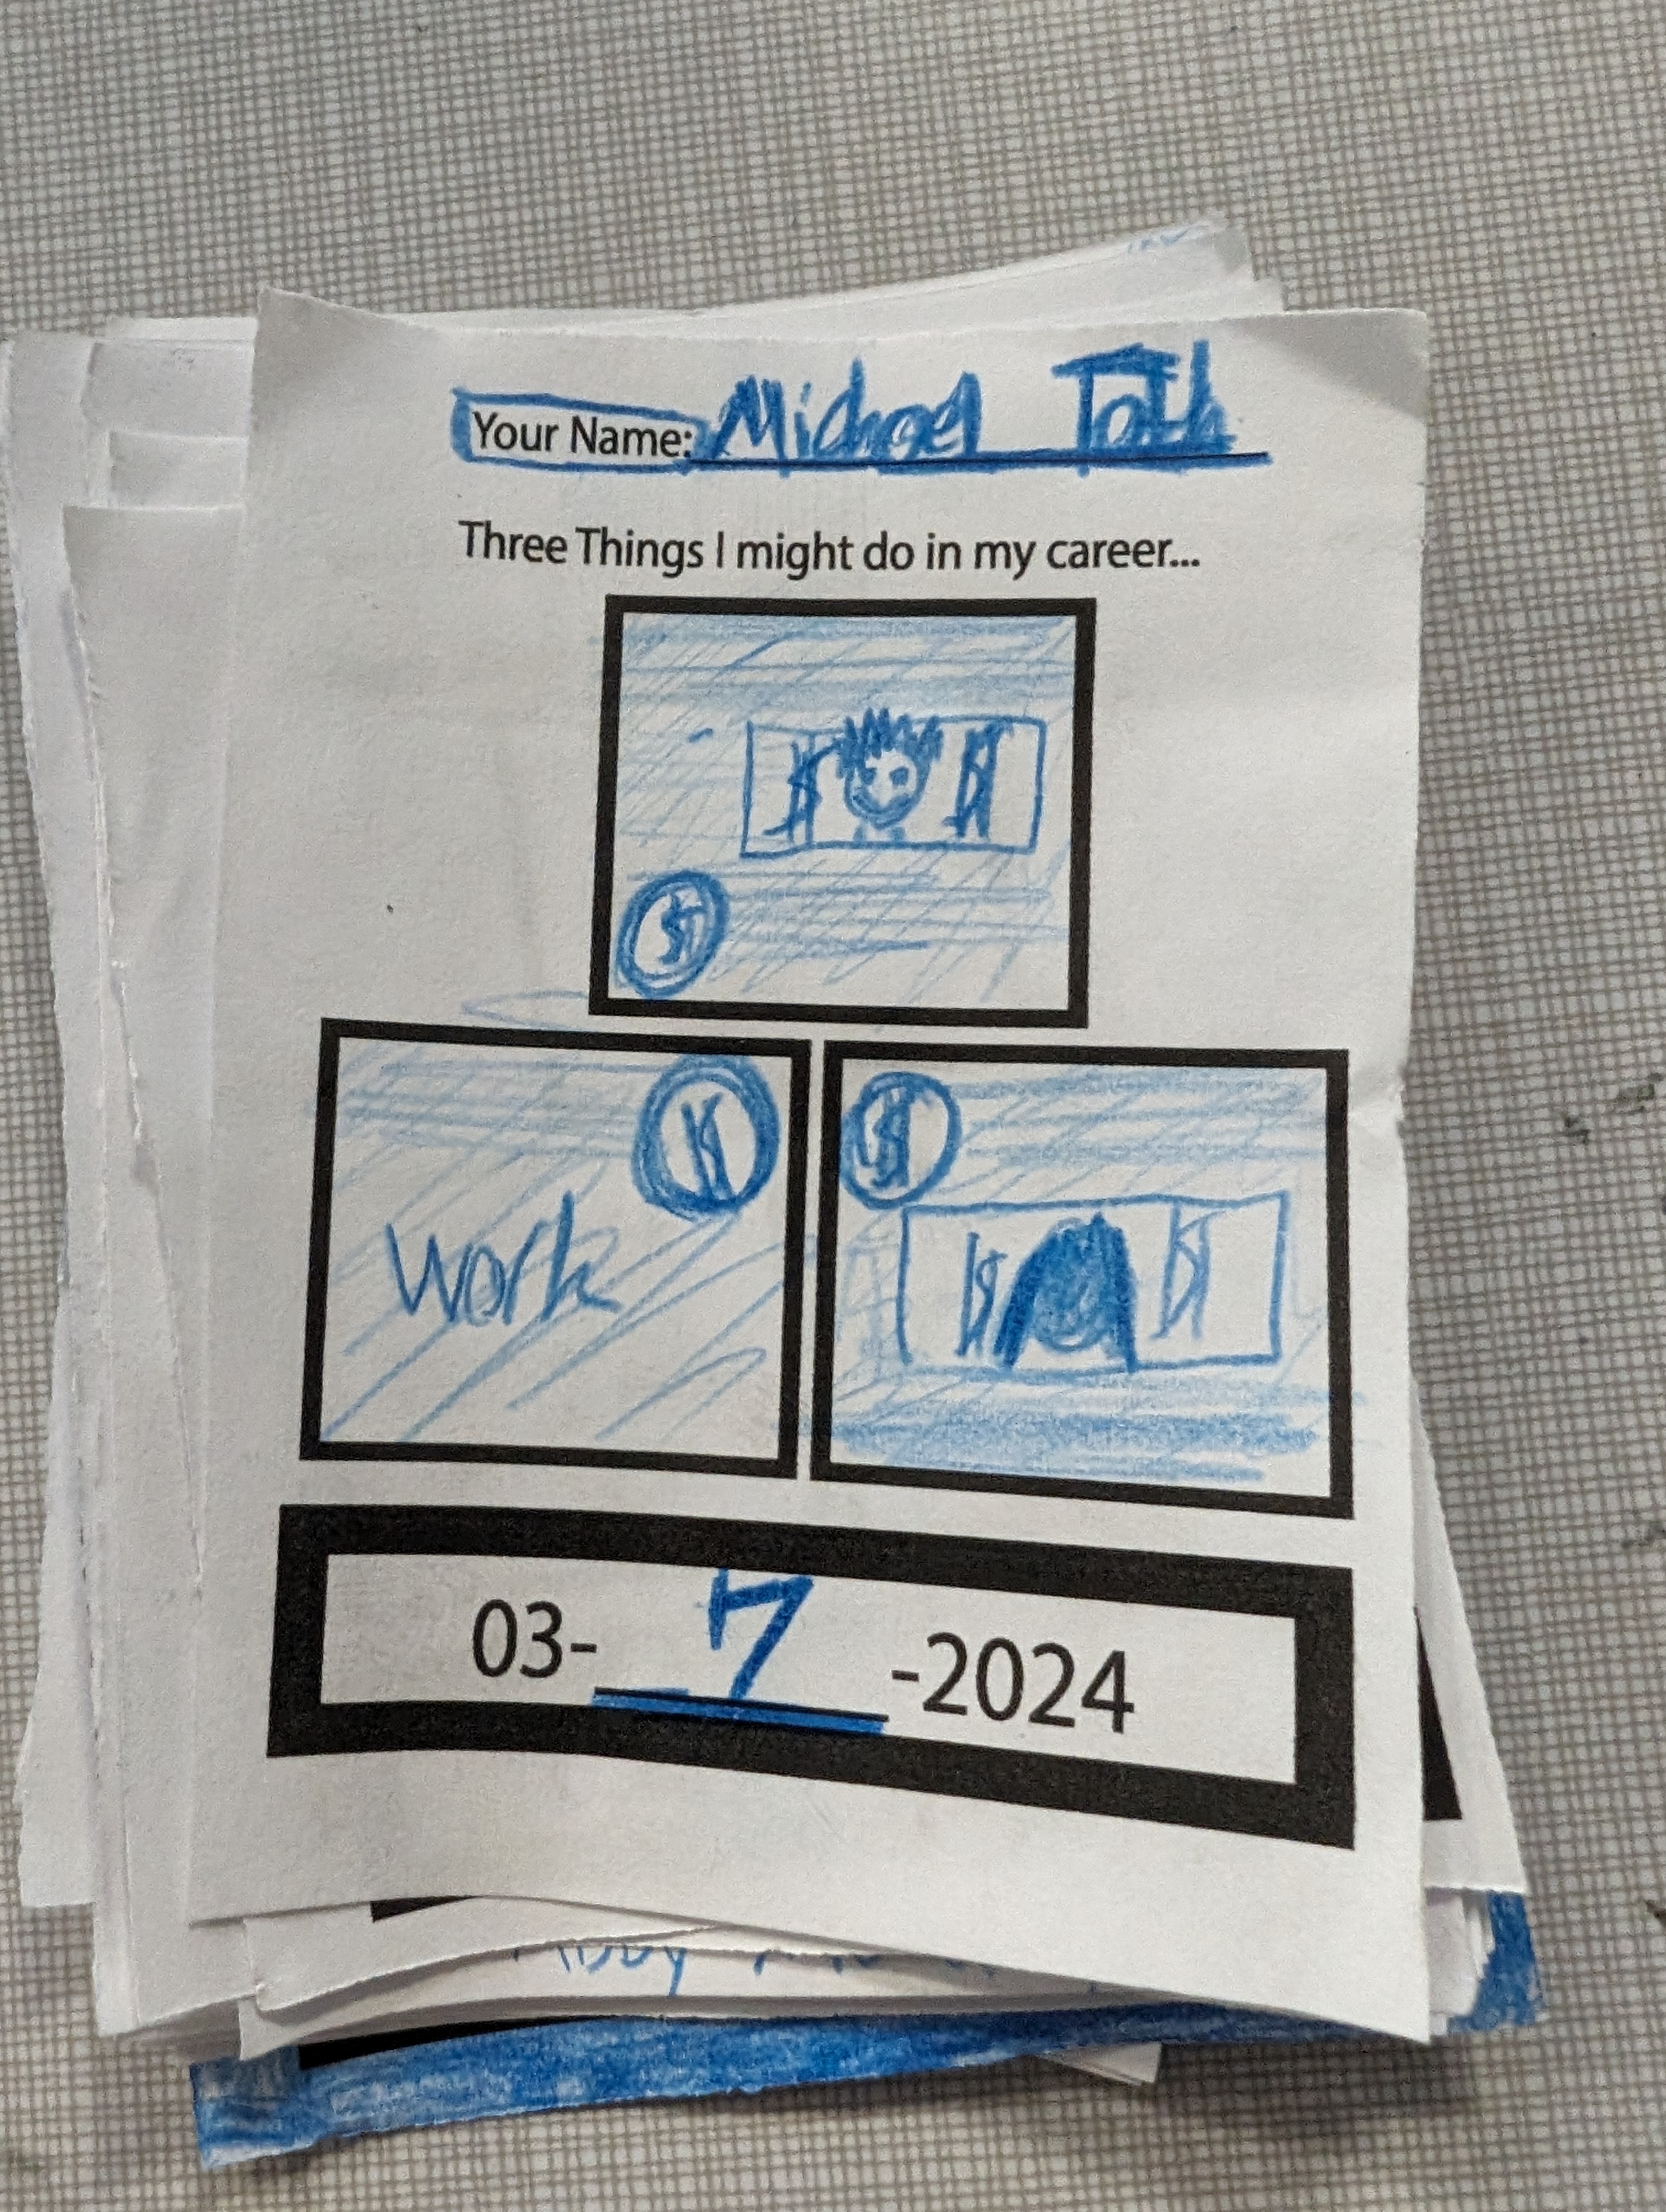 Your Name: Michael Toth
Three Things I might do in my career...
$ $
$
$
work
$
$ $
03- 7 -2024